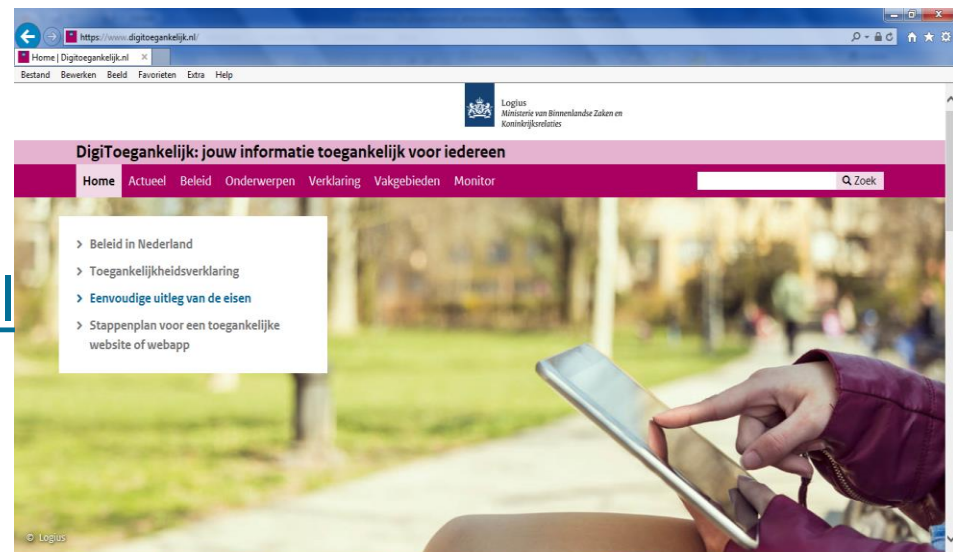 https://www.digitoegankelijk.nl/
Home | Digitoegankelijk.nl
Bestand Bewerken Beeld Favorieten Extra Help
Logius
Ministerie van Binnenlandse Zaken en
Koninkrijksrelaties
DigiToegankelijk: jouw informatie toegankelijk voor iedereen
Home Actueel Beleid Onderwerpen Verklaring Vakgebieden Monitor Zoek
Beleid in Nederland
Toegankelijkheidsverklaring
Eenvoudige uitleg van de eisen
Stappenplan voor een toegankelijke
website of webapp
© Logius